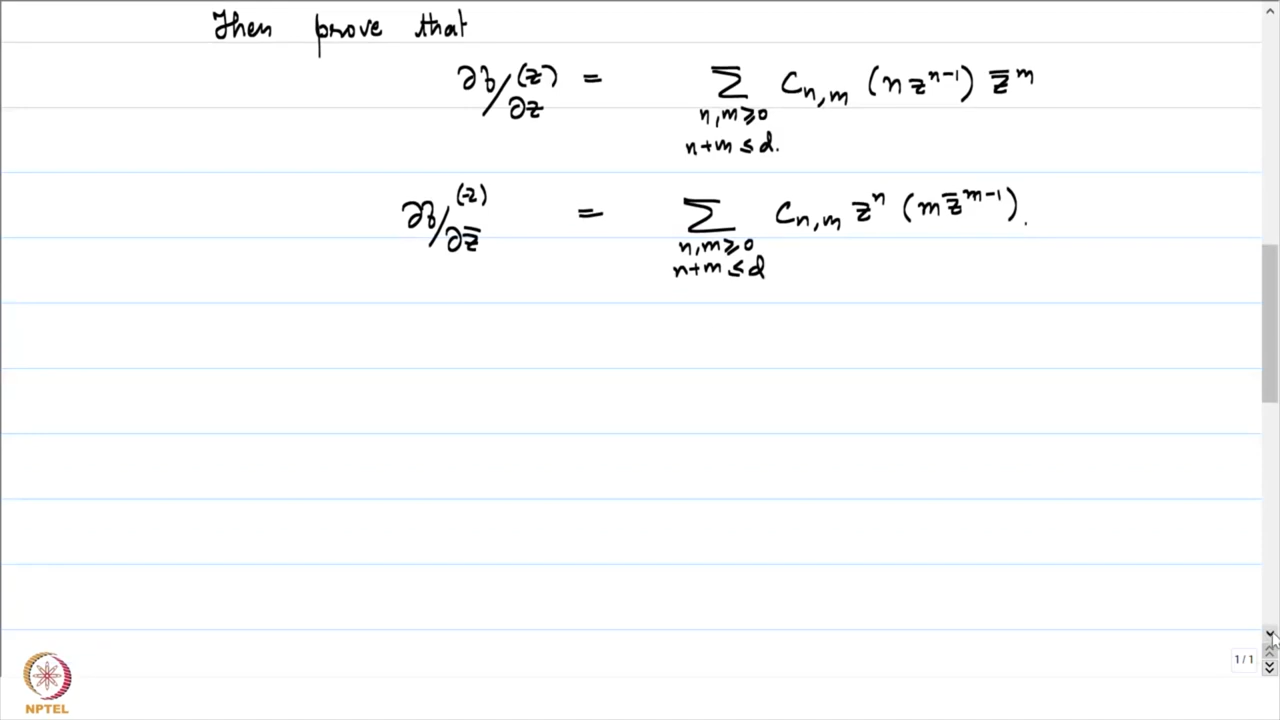 Then prove that
∂f/∂z (z) = Σ_{n,m⩾0, n+m≤d.} C_{n,m} (n z^{n-1}) z̅^m
∂f/∂z̅ (z) = Σ_{n,m⩾0, n+m≤d} C_{n,m} z^n (m z̅^{m-1}).
1/1
NPTEL